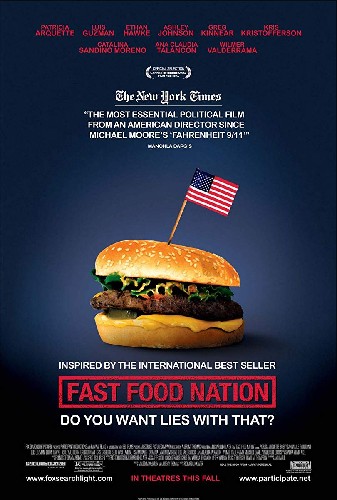 PATRICIA ARQUETTE LUIS GUZMAN ETHAN HAWKE ASHLEY JOHNSON GREG KINNEAR KRIS KRISTOFFERSON
CATALINA SANDINO MORENO ANA CLAUDIA TALANCON WILMER VALDERRAMA
OFFICIAL SELECTION
The New York Times
"THE MOST ESSENTIAL POLITICAL FILM
FROM AN AMERICAN DIRECTOR SINCE
MICHAEL MOORE'S 'FAHRENHEIT 9/11'"
MANOHLA DARGIS
INSPIRED BY THE INTERNATIONAL BEST SELLER
FAST FOOD NATION
DO YOU WANT LIES WITH THAT?
www.foxsearchlight.com IN THEATRES THIS FALL www.participate.net